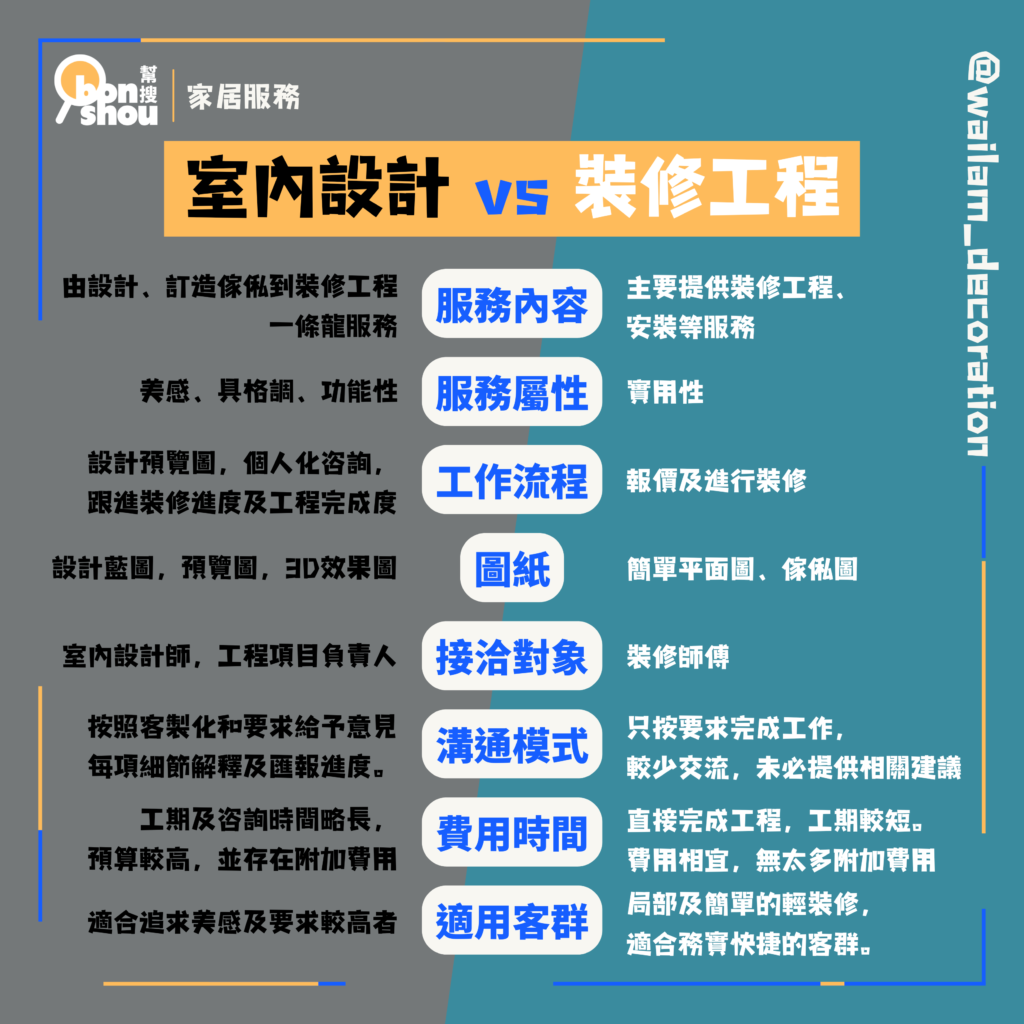 bon
shou
幫搜
家居服務
@wailam_decoration
室內設計 vs 裝修工程
由設計、訂造傢俬到裝修工程
一條龍服務
服務內容
主要提供裝修工程、
安裝等服務
美感、具格調、功能性
服務屬性
實用性
設計預覽圖，個人化咨詢，
跟進裝修進度及工程完成度
工作流程
報價及進行裝修
設計藍圖，預覽圖，3D效果圖
圖紙
簡單平面圖、傢俬圖
室內設計師，工程項目負責人
接洽對象
裝修師傅
按照客製化和要求給予意見
每項細節解釋及匯報進度。
溝通模式
只按要求完成工作，
較少交流，未必提供相關建議
工期及咨詢時間略長，
預算較高，並存在附加費用
費用時間
直接完成工程，工期較短。
費用相宜，無太多附加費用
適合追求美感及要求較高者
適用客群
局部及簡單的輕裝修，
適合務實快捷的客群。